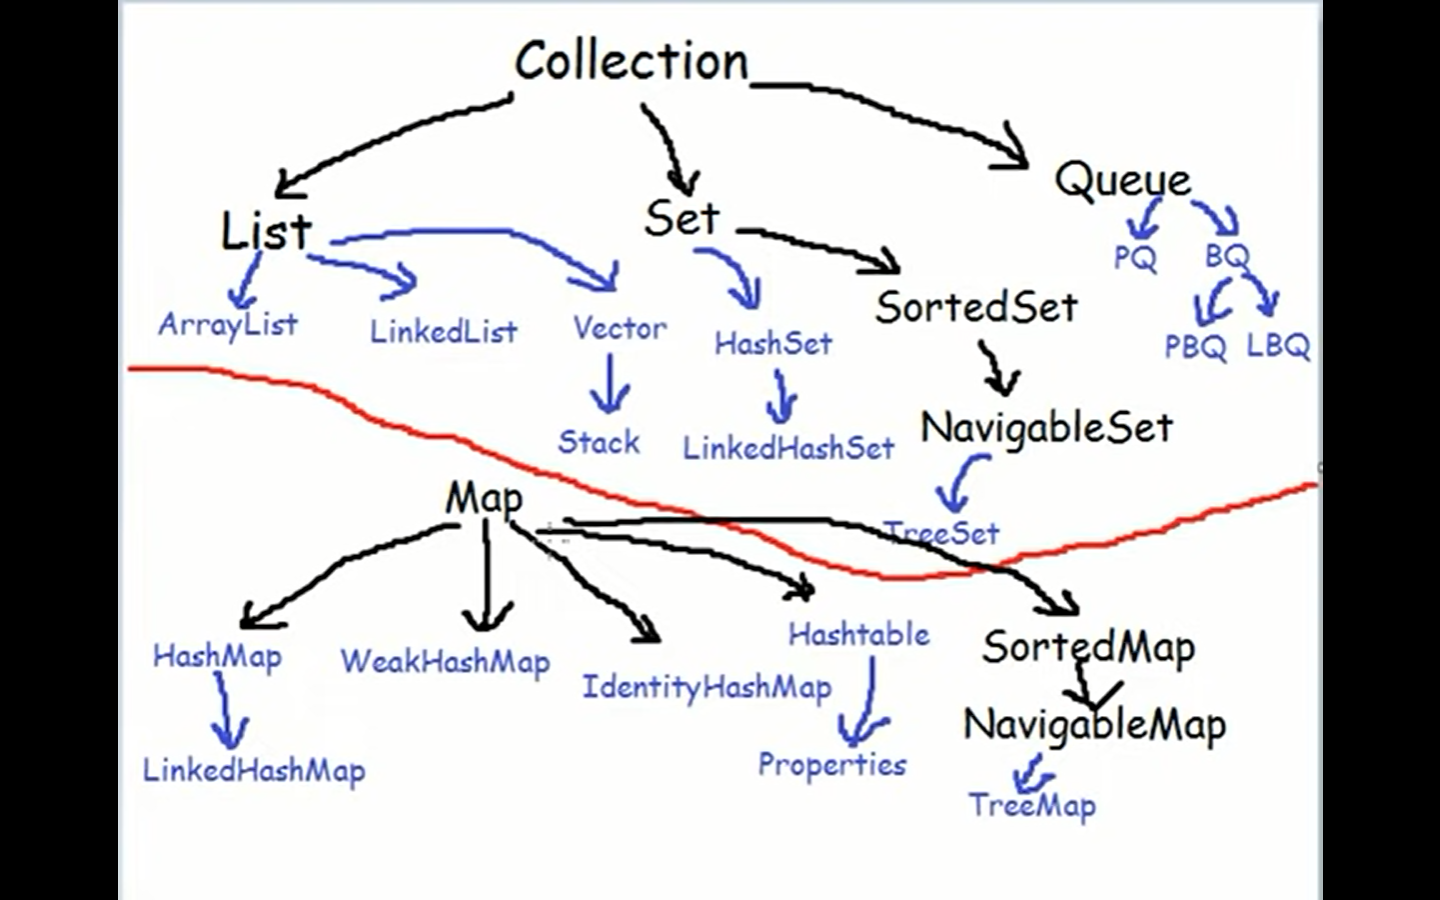 Collection
List
Set
Queue
ArrayList
LinkedList
Vector
HashSet
SortedSet
PQ
BQ
PBQ
LBQ
Stack
LinkedHashSet
NavigableSet
TreeSet
Map
HashMap
WeakHashMap
IdentityHashMap
Hashtable
SortedMap
LinkedHashMap
Properties
NavigableMap
TreeMap